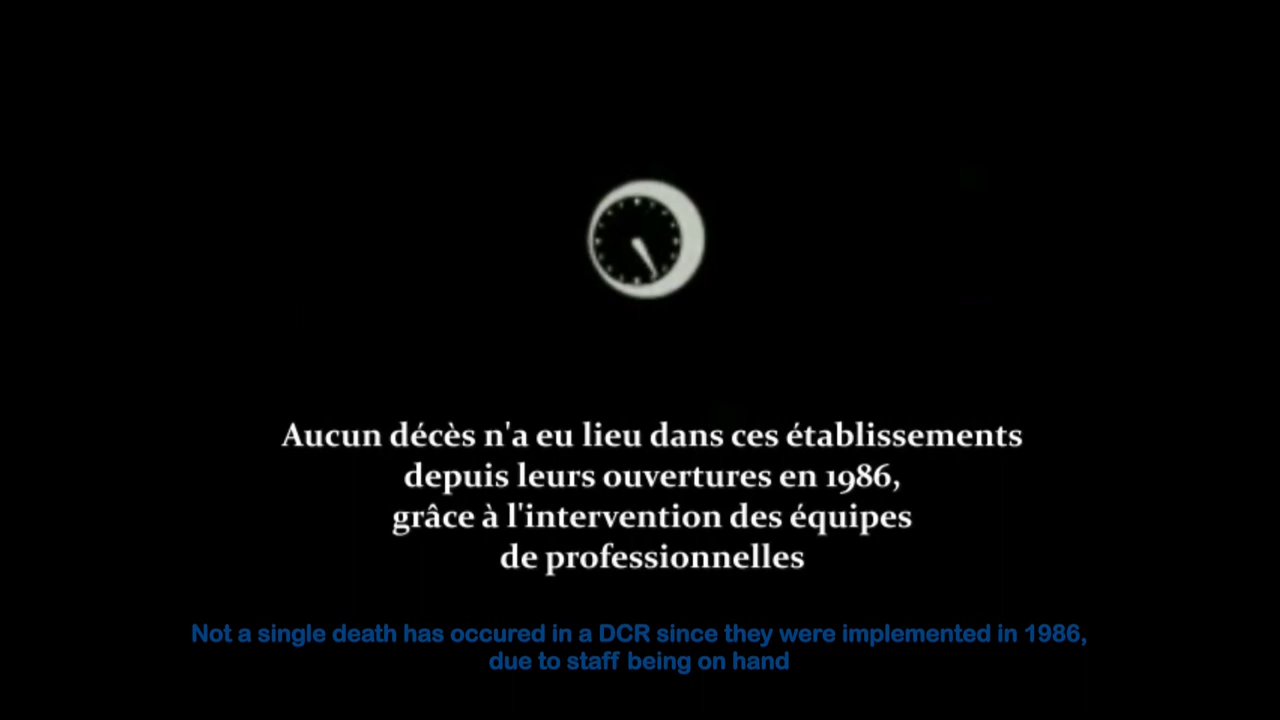 Aucun décès n'a eu lieu dans ces établissements
depuis leurs ouvertures en 1986,
grâce à l'intervention des équipes
de professionnelles
Not a single death has occured in a DCR since they were implemented in 1986,
due to staff being on hand